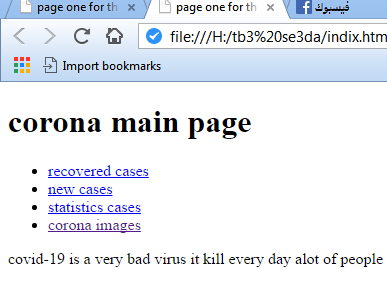 page one for th
page one for th
فيسبوك
file:///H:/tb3%20se3da/indix.htm
Import bookmarks
corona main page
recovered cases
new cases
statistics cases
corona images
covid-19 is a very bad virus it kill every day alot of people